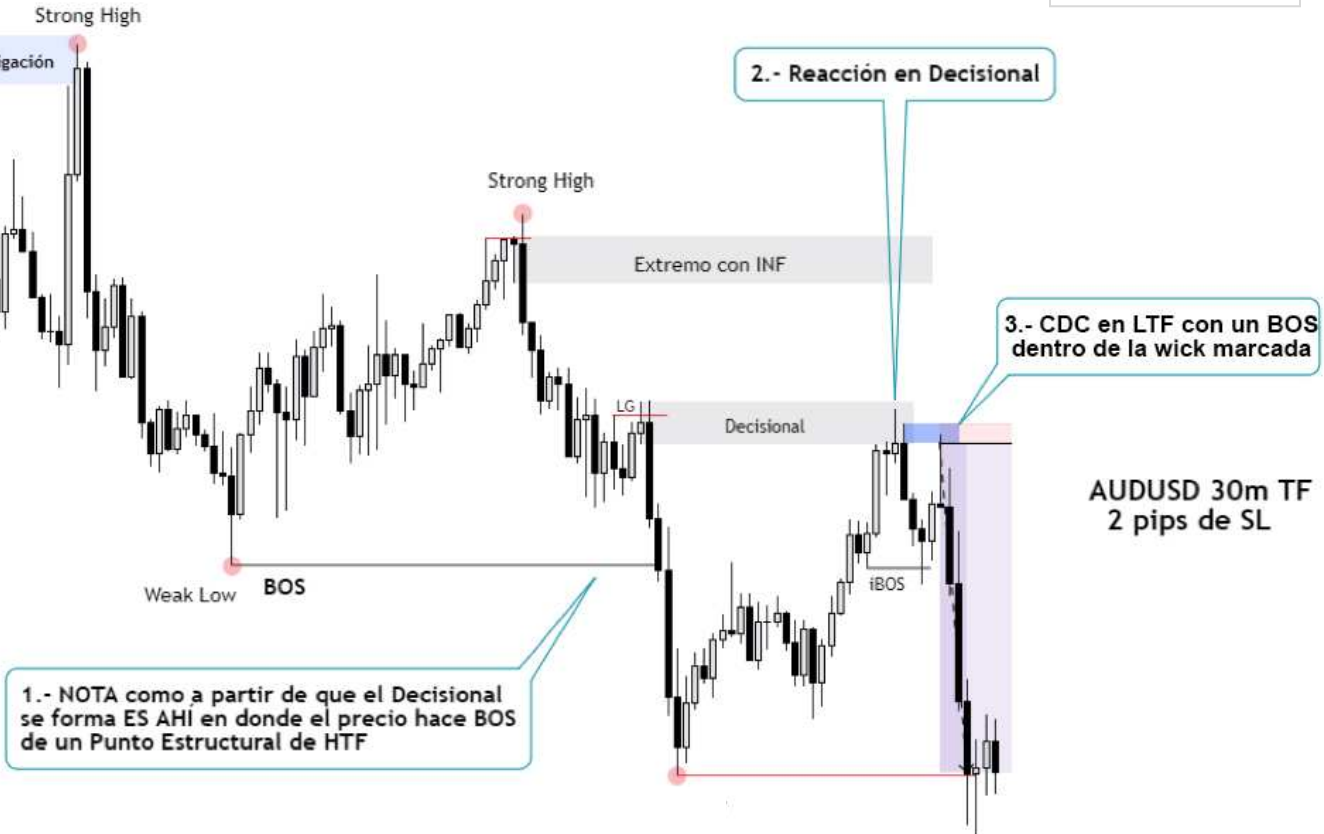 Strong High
igación
2.- Reacción en Decisional
Strong High
Extremo con INF
3.- CDC en LTF con un BOS
dentro de la wick marcada
LG
Decisional
AUDUSD 30m TF
2 pips de SL
iBOS
Weak Low
BOS
1.- NOTA como a partir de que el Decisional
se forma ES AHÍ en donde el precio hace BOS
de un Punto Estructural de HTF